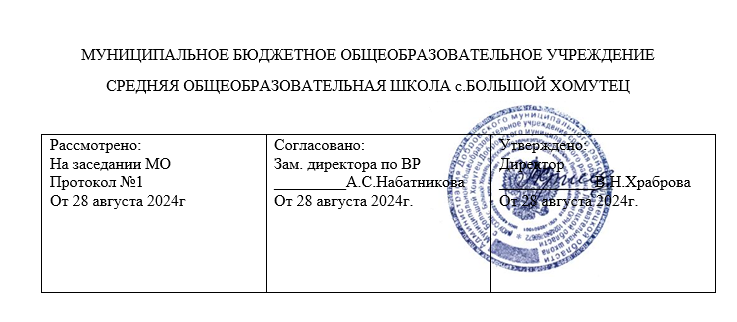 МУНИЦИПАЛЬНОЕ БЮДЖЕТНОЕ ОБЩЕОБРАЗОВАТЕЛЬНОЕ УЧРЕЖДЕНИЕ
СРЕДНЯЯ ОБЩЕОБРАЗОВАТЕЛЬНАЯ ШКОЛА с.БОЛЬШОЙ ХОМУТЕЦ
Рассмотрено:
На заседании МО
Протокол №1
От 28 августа 2024г
Согласовано:
Зам. директора по ВР
_________А.С.Набатникова
От 28 августа 2024г.
Утверждено
Директор
____________В.Н.Храброва
От 28 августа 2024г.